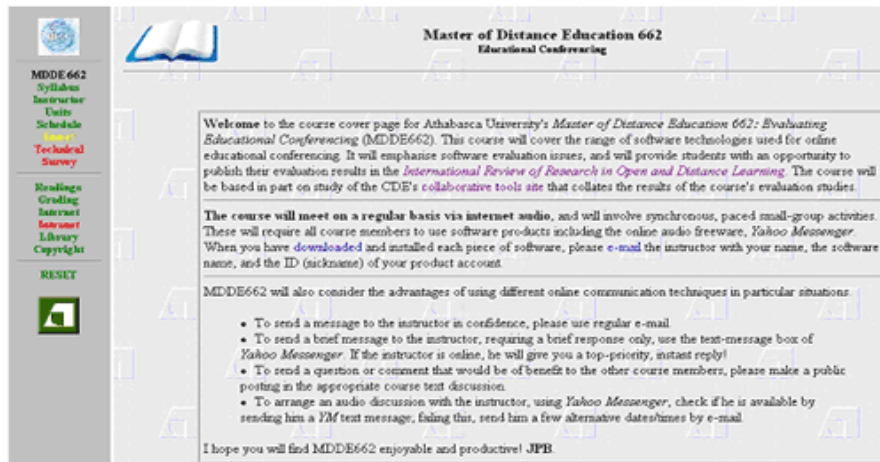 MDDE662
Syllabus
Instructor
Units
Schedule
Technical
Survey
Readings
Grading
Internet
Intranet
Library
Copyright
RESET
Master of Distance Education 662
Educational Conferencing
Welcome to the course cover page for Athabasca University's Master of Distance Education 662: Evaluating
Educational Conferencing (MDDE662). This course will cover the range of software technologies used for online
educational conferencing. It will emphasise software evaluation issues, and will provide students with an opportunity to
publish their evaluation results in the International Review of Research in Open and Distance Learning. The course will
be based in part on study of the CDE's collaborative tools site that collates the results of the course's evaluation studies.
The course will meet on a regular basis via internet audio, and will involve synchronous, paced small-group activities.
These will require all course members to use software products including the online audio freeware, Yahoo Messenger.
When you have downloaded and installed each piece of software, please e-mail the instructor with your name, the software
name, and the ID (nickname) of your product account.
MDDE662 will also consider the advantages of using different online communication techniques in particular situations.
• To send a message to the instructor in confidence, please use regular e-mail.
• To send a brief message to the instructor, requiring a brief response only, use the text-message box of
Yahoo Messenger. If the instructor is online, he will give you a top-priority, instant reply!
• To send a question or comment that would be of benefit to the other course members, please make a public
posting in the appropriate course text discussion.
• To arrange an audio discussion with the instructor, using Yahoo Messenger, check if he is available by
sending him a YM text message; failing this, send him a few alternative dates/times by e-mail.
I hope you will find MDDE662 enjoyable and productive! JPB.